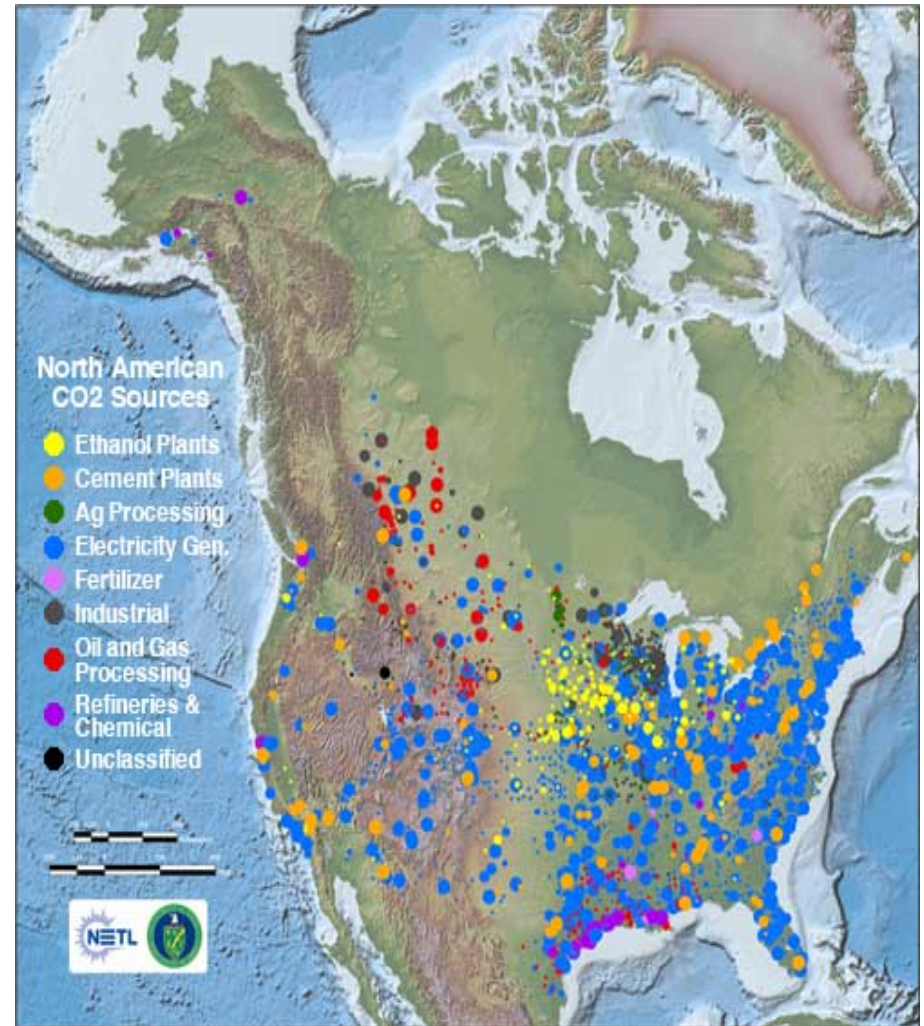 North American
CO2 Sources
Ethanol Plants
Cement Plants
Ag Processing
Electricity Gen.
Fertilizer
Industrial
Oil and Gas
Processing
Refineries &
Chemical
Unclassified
NETL